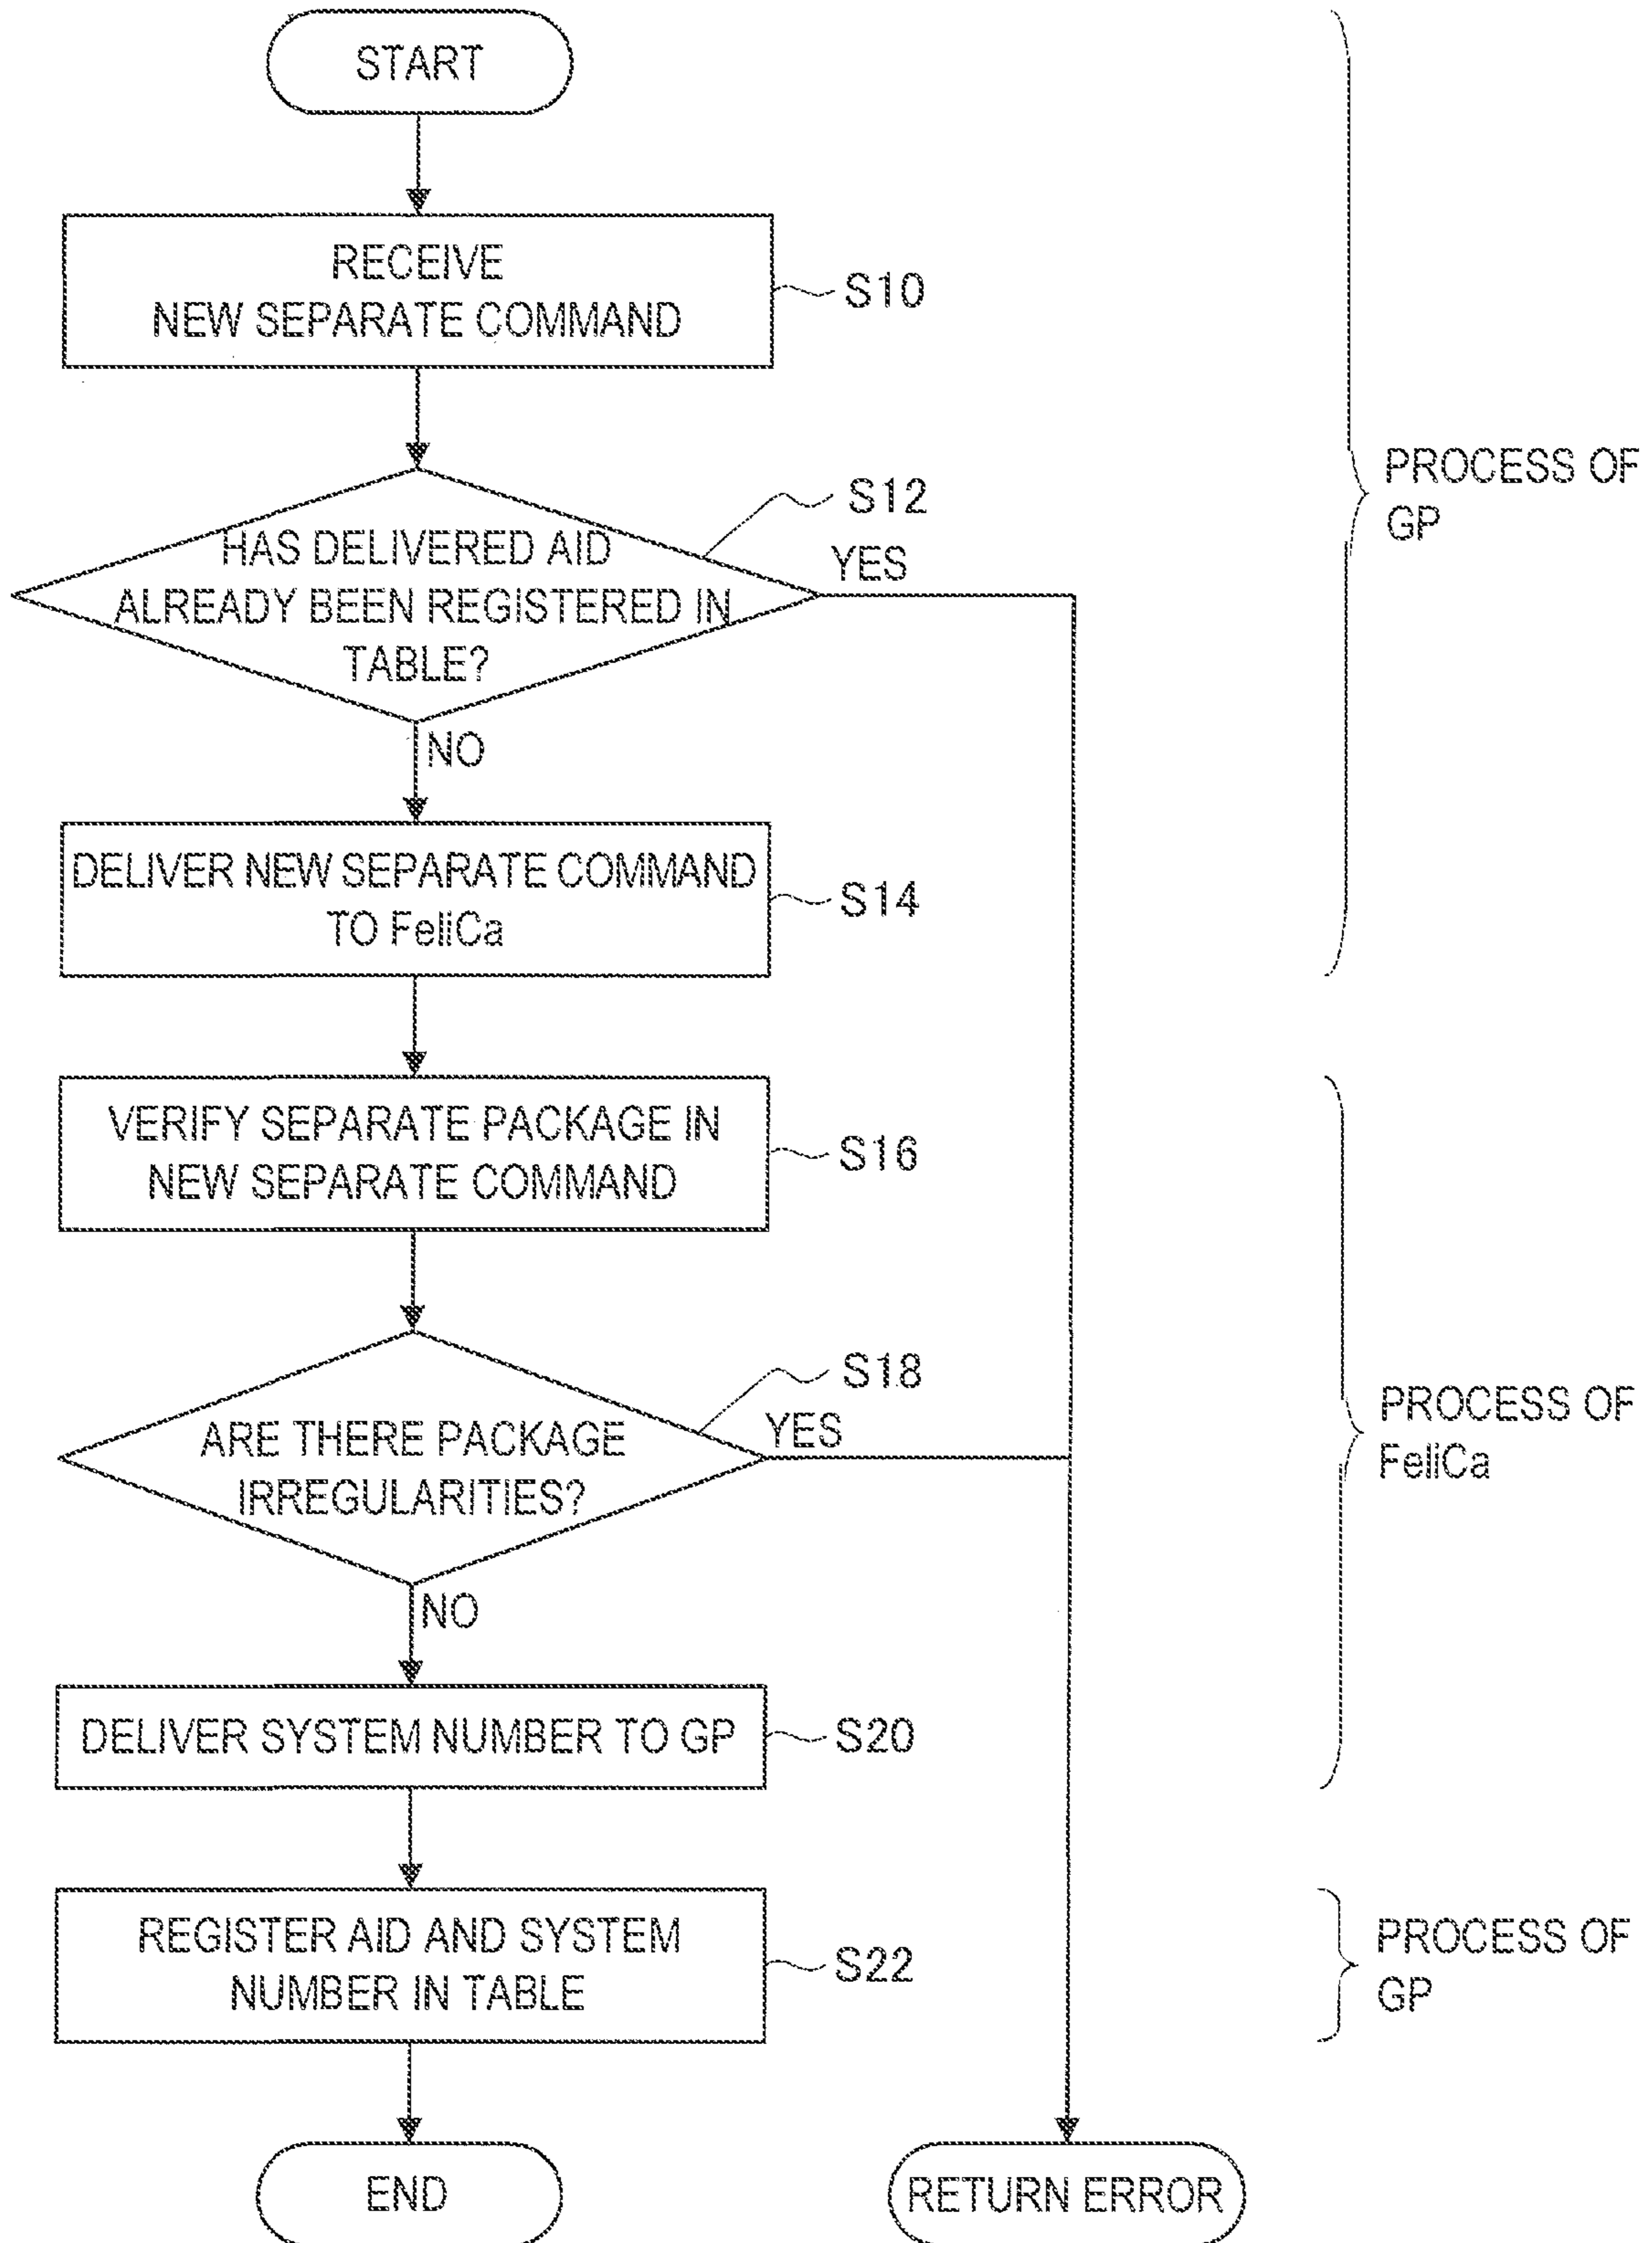 START
RECEIVE
NEW SEPARATE COMMAND
S10
S12
HAS DELIVERED AID
ALREADY BEEN REGISTERED IN
TABLE?
YES
NO
PROCESS OF
GP
DELIVER NEW SEPARATE COMMAND
TO FeliCa
S14
VERIFY SEPARATE PACKAGE IN
NEW SEPARATE COMMAND
S16
S18
ARE THERE PACKAGE
IRREGULARITIES?
YES
NO
PROCESS OF
FeliCa
DELIVER SYSTEM NUMBER TO GP
S20
REGISTER AID AND SYSTEM
NUMBER IN TABLE
S22
PROCESS OF
GP
END
RETURN ERROR